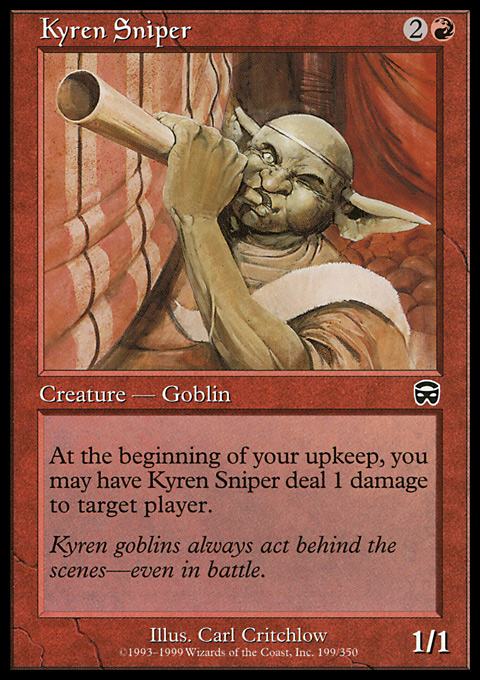 Kyren Sniper 2
Creature — Goblin
At the beginning of your upkeep, you
may have Kyren Sniper deal 1 damage
to target player.
Kyren goblins always act behind the
scenes—even in battle.
Illus. Carl Critchlow
©1993–1999 Wizards of the Coast, Inc. 199/350
1/1